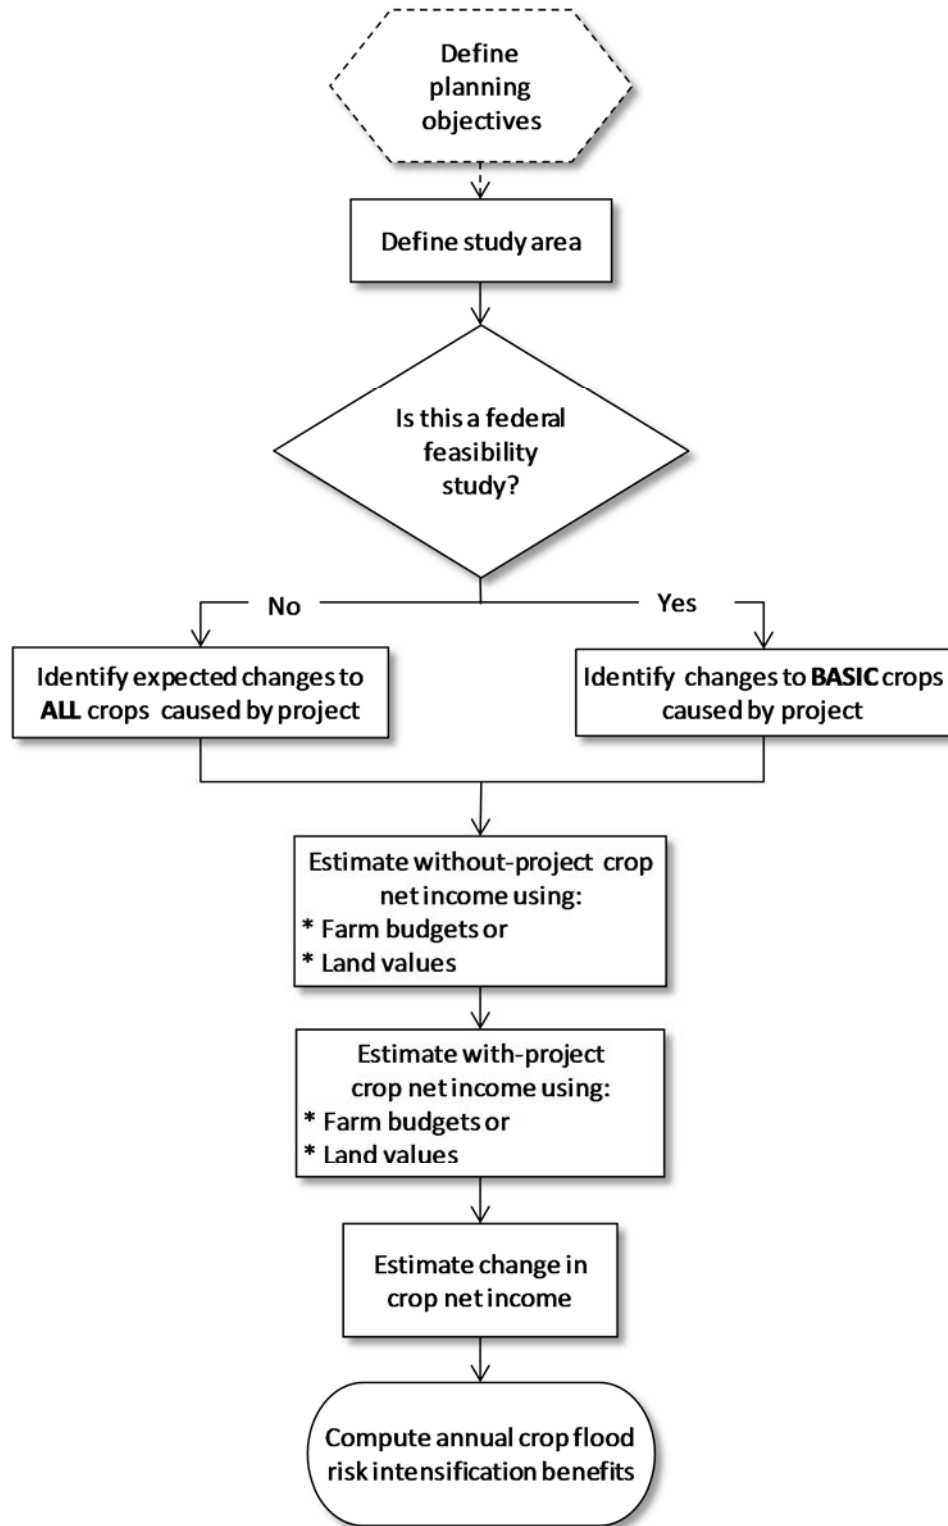 Define
planning
objectives
Define study area
Is this a federal
feasibility
study?
No
Yes
Identify expected changes to
ALL crops caused by project
Identify changes to BASIC crops
caused by project
Estimate without-project crop
net income using:
* Farm budgets or
* Land values
Estimate with-project
crop net income using:
* Farm budgets or
* Land values
Estimate change in
crop net income
Compute annual crop flood
risk intensification benefits